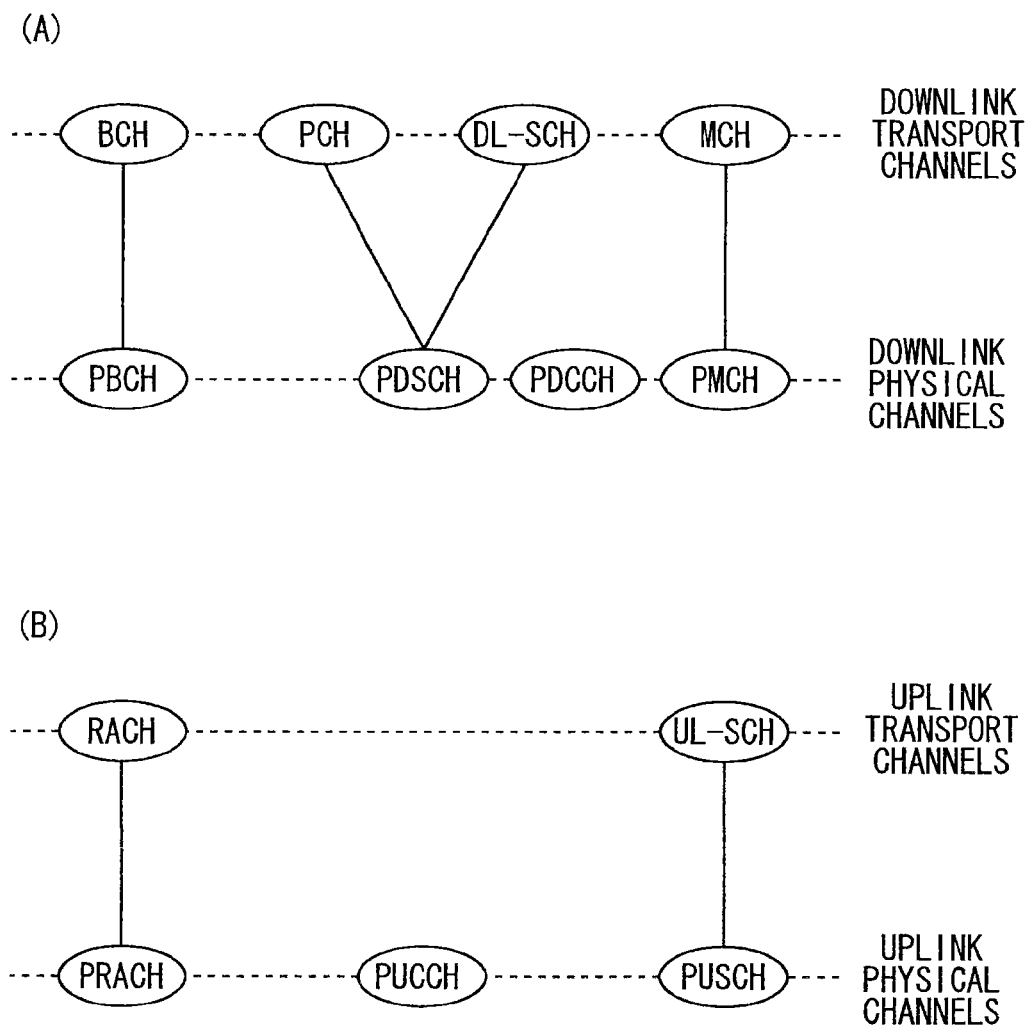 (A)
BCH PCH DL-SCH MCH
DOWNLINK
TRANSPORT
CHANNELS
PBCH PDSCH PDCCH PMCH
DOWNLINK
PHYSICAL
CHANNELS
(B)
RACH UL-SCH
UPLINK
TRANSPORT
CHANNELS
PRACH PUCCH PUSCH
UPLINK
PHYSICAL
CHANNELS